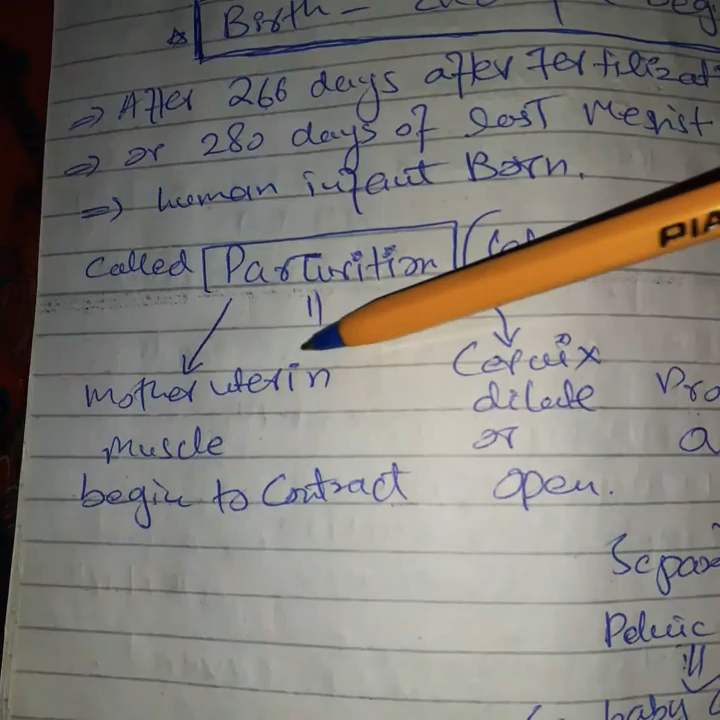 ☆ Birth –
⇒ After 266 days after Fertilizat
⇒ or 280 days of last Menst
⇒ human infant Born.
Called [Parturition]
Mother uterin
Muscle
begin to Contract
Cervix
dilate
or
open.
Pro
a
Separ
Pelvic
baby
PIA